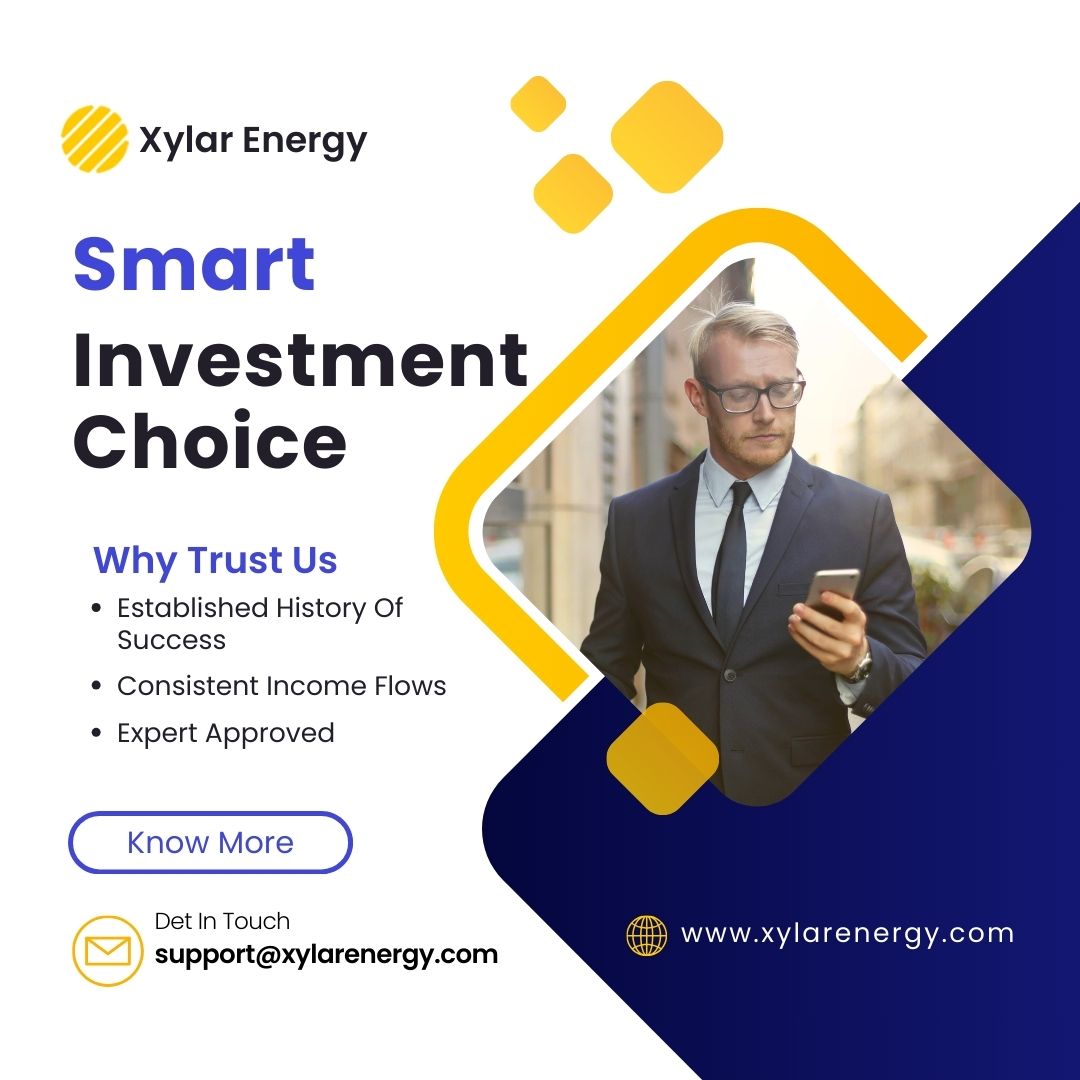 Xylar Energy
Smart
Investment
Choice
Why Trust Us
• Established History Of
Success
• Consistent Income Flows
• Expert Approved
Know More
Det In Touch
support@xylarenergy.com
www.xylarenergy.com